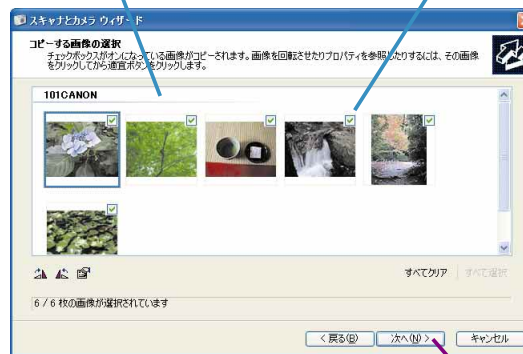 スキャナとカメラ ウィザード
コピーする画像の選択
チェックボックスがオンになっている画像がコピーされます。画像を回転させたりプロパティを参照したりするには、その画像
をクリックしてから適宜ボタンをクリックします。
101CANON
すべてクリア すべて選択
6 / 6 枚の画像が選択されています
< 戻る(B) 次へ(N) > キャンセル